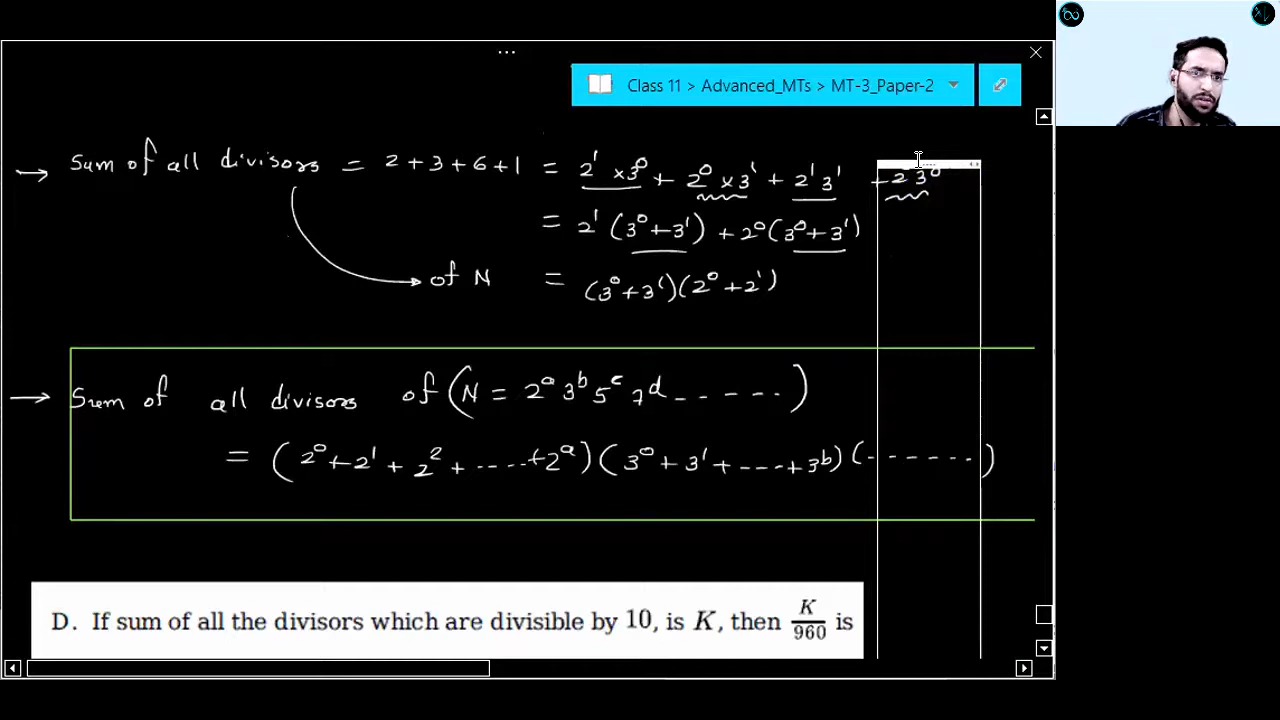 Class 11 > Advanced_MTs > MT-3_Paper-2
→ Sum of all divisors = 2 + 3 + 6 + 1 = 2¹ × 3⁰ + 2⁰ × 3¹ + 2¹ 3¹ + 2 3⁰
= 2¹ (3⁰ + 3¹) + 2⁰ (3⁰ + 3¹)
of N = (3⁰ + 3¹)(2⁰ + 2¹)
→ Sum of all divisors of (N = 2ᵃ 3ᵇ 5ᶜ 7ᵈ ------)
= (2⁰ + 2¹ + 2² + ----- + 2ᵃ)(3⁰ + 3¹ + ---- + 3ᵇ)(-------)
D. If sum of all the divisors which are divisible by 10, is K, then K/960 is